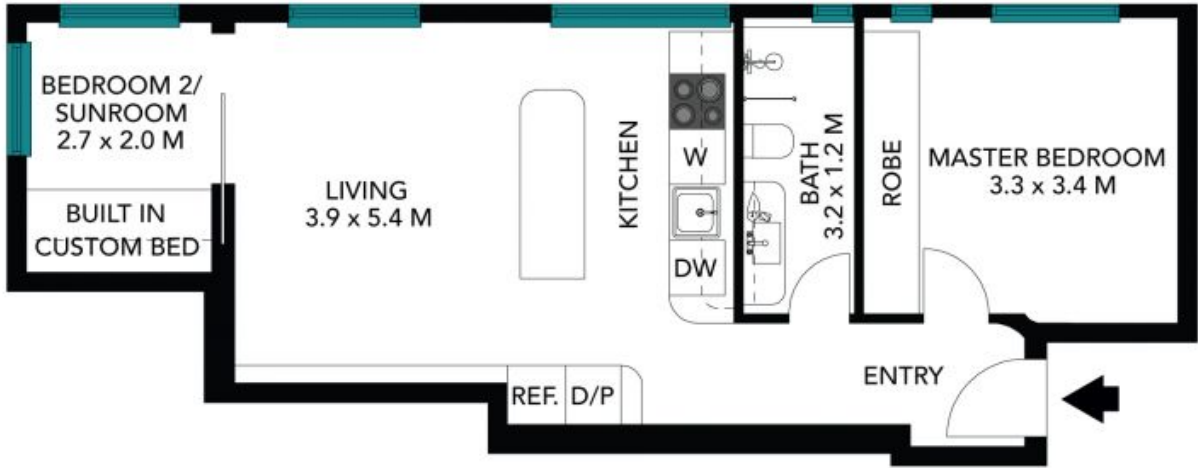 BEDROOM 2/
SUNROOM
2.7 x 2.0 M
BUILT IN
CUSTOM BED
LIVING
3.9 x 5.4 M
KITCHEN
W
DW
BATH
3.2 x 1.2 M
ROBE
MASTER BEDROOM
3.3 x 3.4 M
REF. D/P
ENTRY